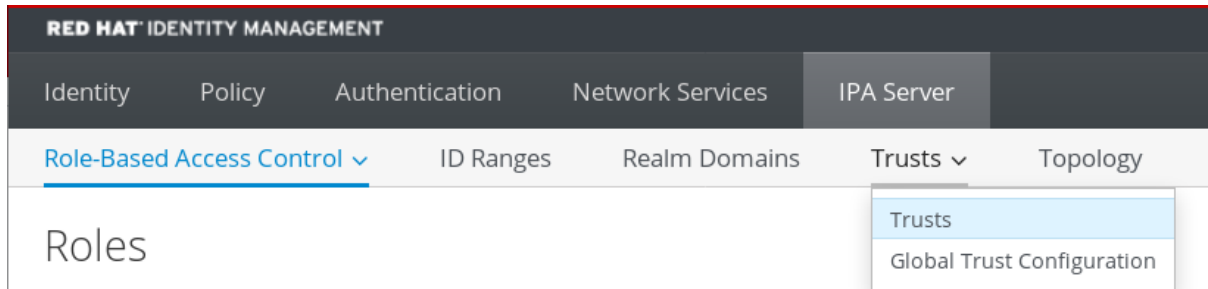 RED HAT® IDENTITY MANAGEMENT
Identity Policy Authentication Network Services IPA Server
Role-Based Access Control ID Ranges Realm Domains Trusts Topology
Roles
Trusts
Global Trust Configuration